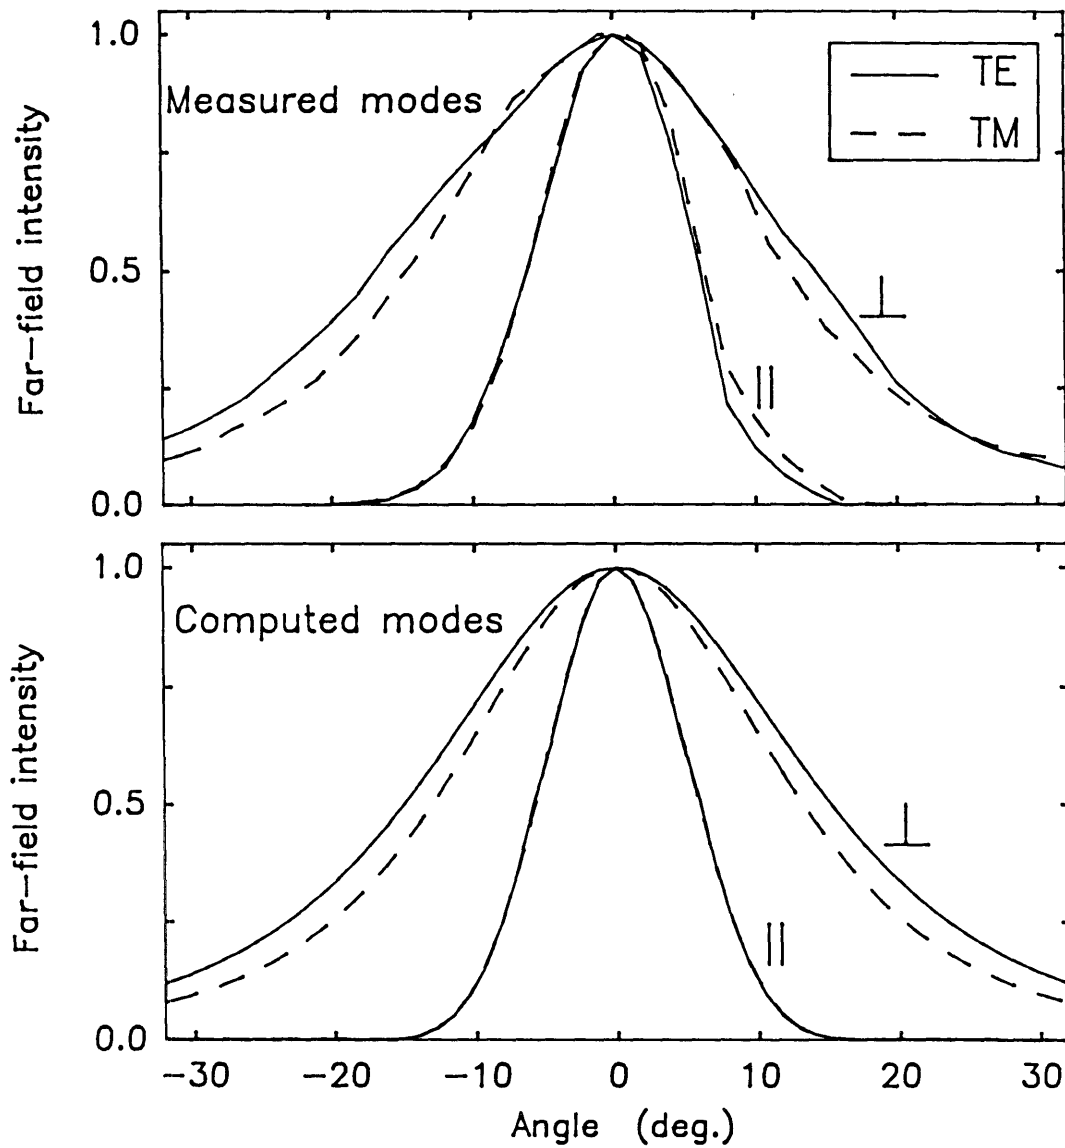 1.0
Measured modes
TE
TM
Far-field intensity
0.5
⊥
||
0.0
1.0
Computed modes
Far-field intensity
0.5
⊥
||
0.0
-30 -20 -10 0 10 20 30
Angle (deg.)